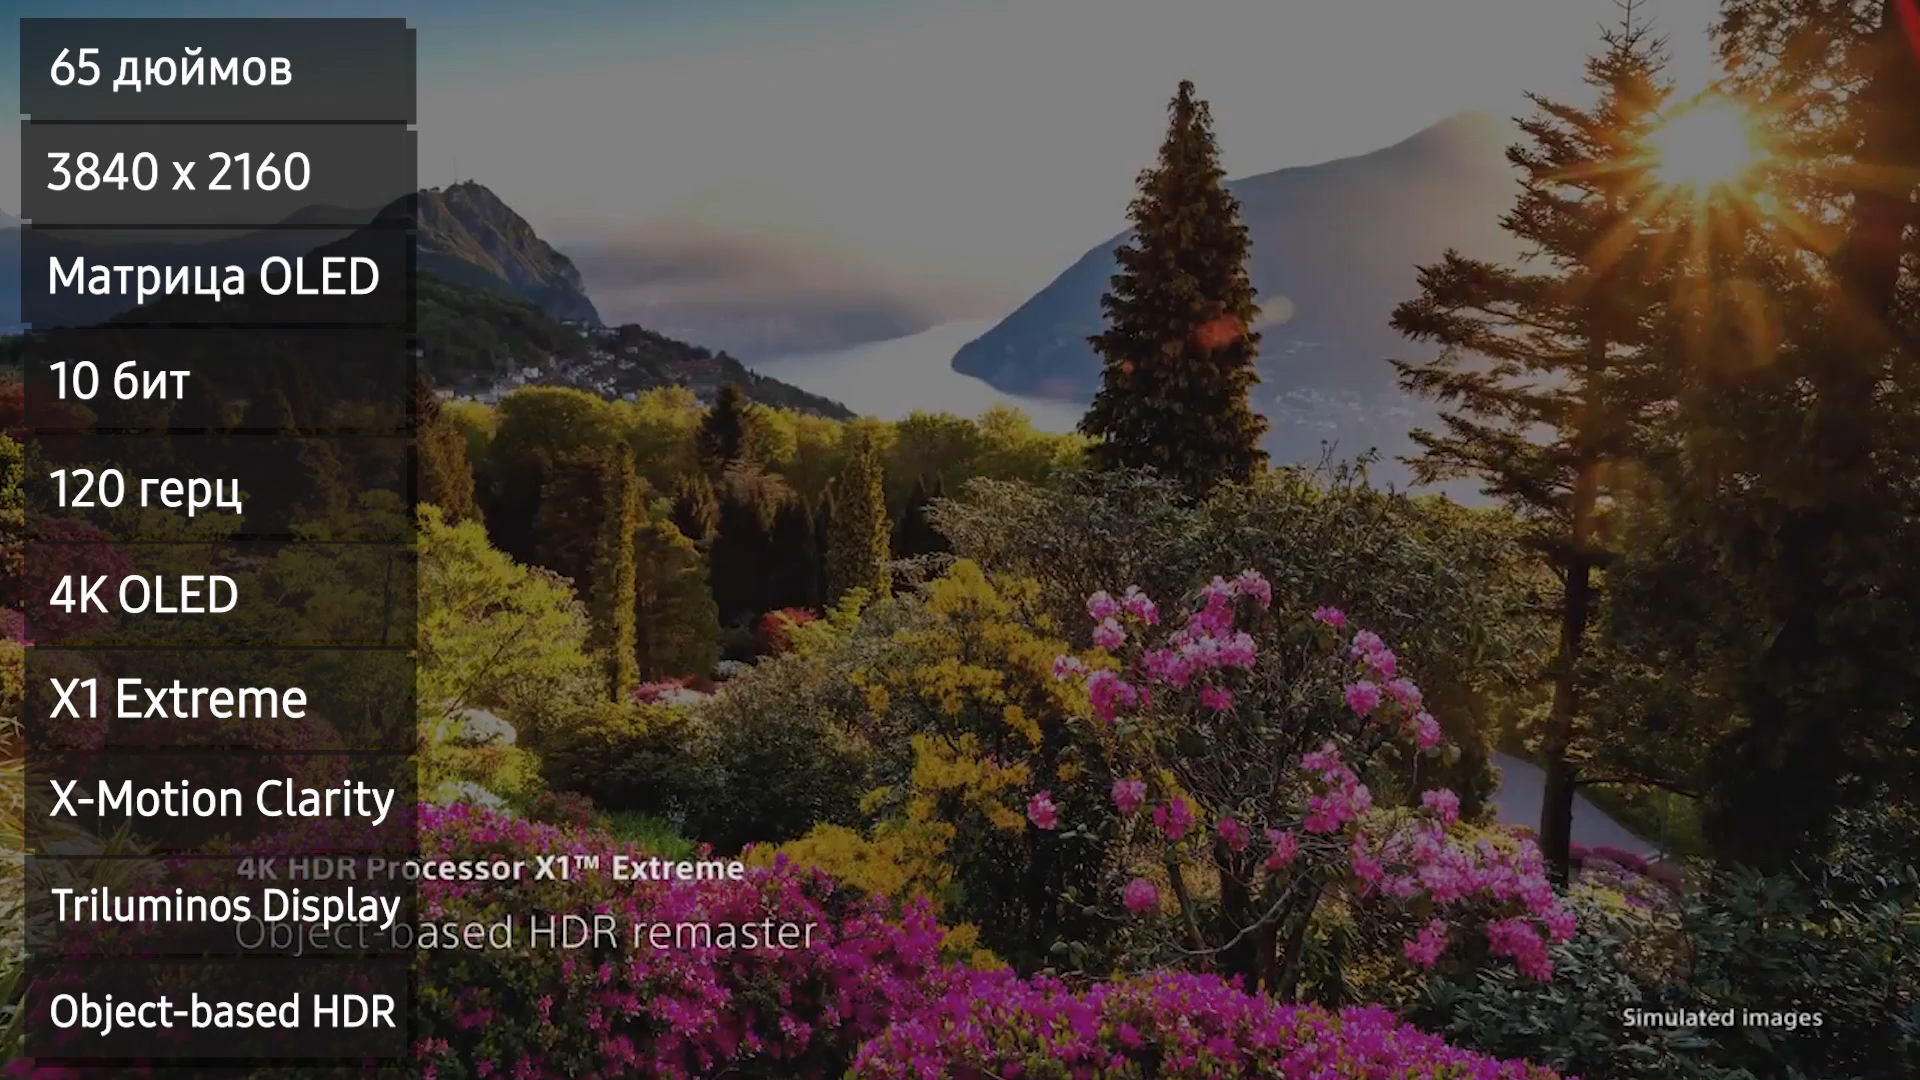 65 дюймов
3840 x 2160
Матрица OLED
10 бит
120 герц
4K OLED
X1 Extreme
X-Motion Clarity
4K HDR Processor X1™ Extreme
Triluminos Display
Object-based HDR remaster
Object-based HDR
Simulated images